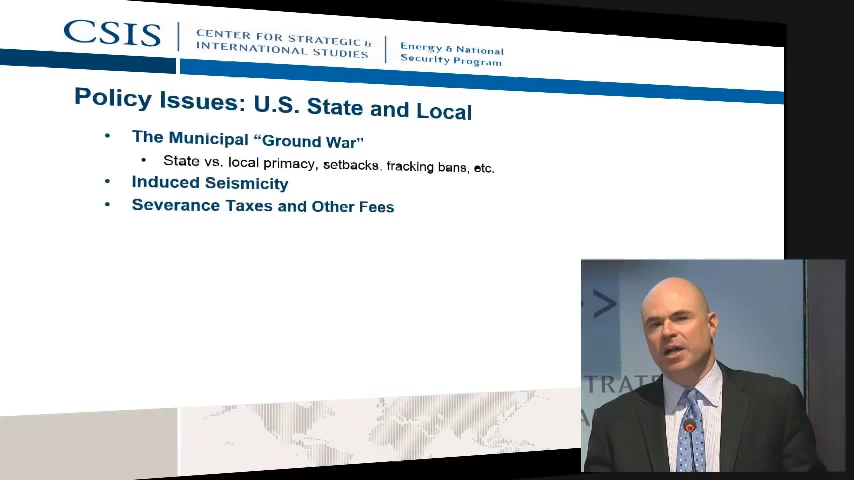 CSIS
CENTER FOR STRATEGIC &
INTERNATIONAL STUDIES
Energy & National
Security Program
Policy Issues: U.S. State and Local
• The Municipal “Ground War”
• State vs. local primacy, setbacks, fracking bans, etc.
• Induced Seismicity
• Severance Taxes and Other Fees
>
TRATE